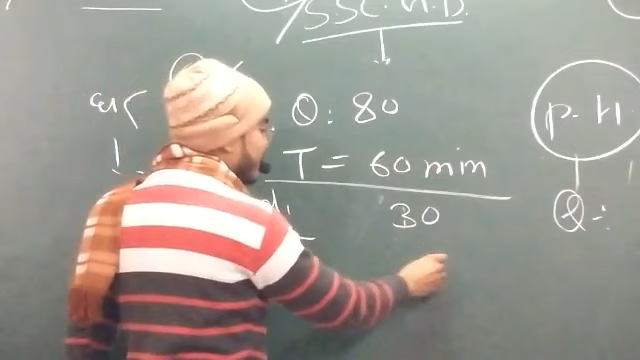 SSC. H.D.
घर
Q: 80
T = 60 min
30
P. H
Q-: